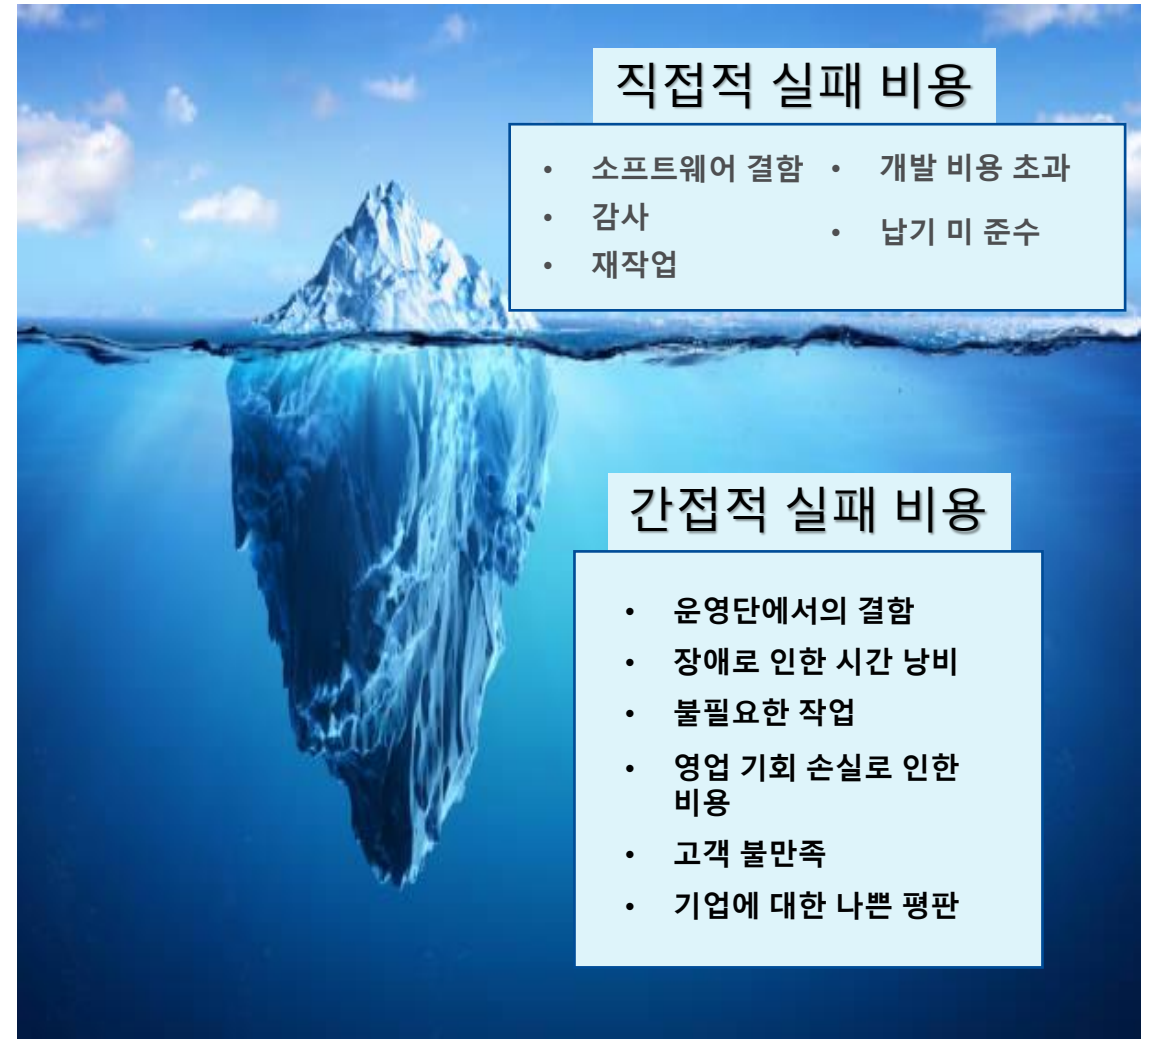 직접적 실패 비용
• 소프트웨어 결함
• 감사
• 재작업
• 개발 비용 초과
• 납기 미 준수
간접적 실패 비용
• 운영단에서의 결함
• 장애로 인한 시간 낭비
• 불필요한 작업
• 영업 기회 손실로 인한
비용
• 고객 불만족
• 기업에 대한 나쁜 평판